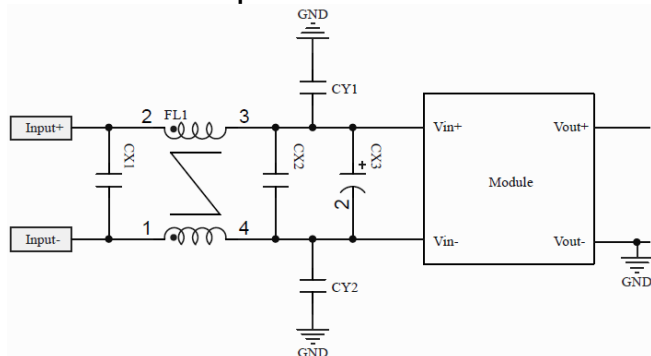 GND
CY1
Input+
2
FL1
3
Vin+
Vout+
CX1
CX2
+
CX3
Module
2
Input-
1
4
Vin-
Vout-
CY2
GND
GND